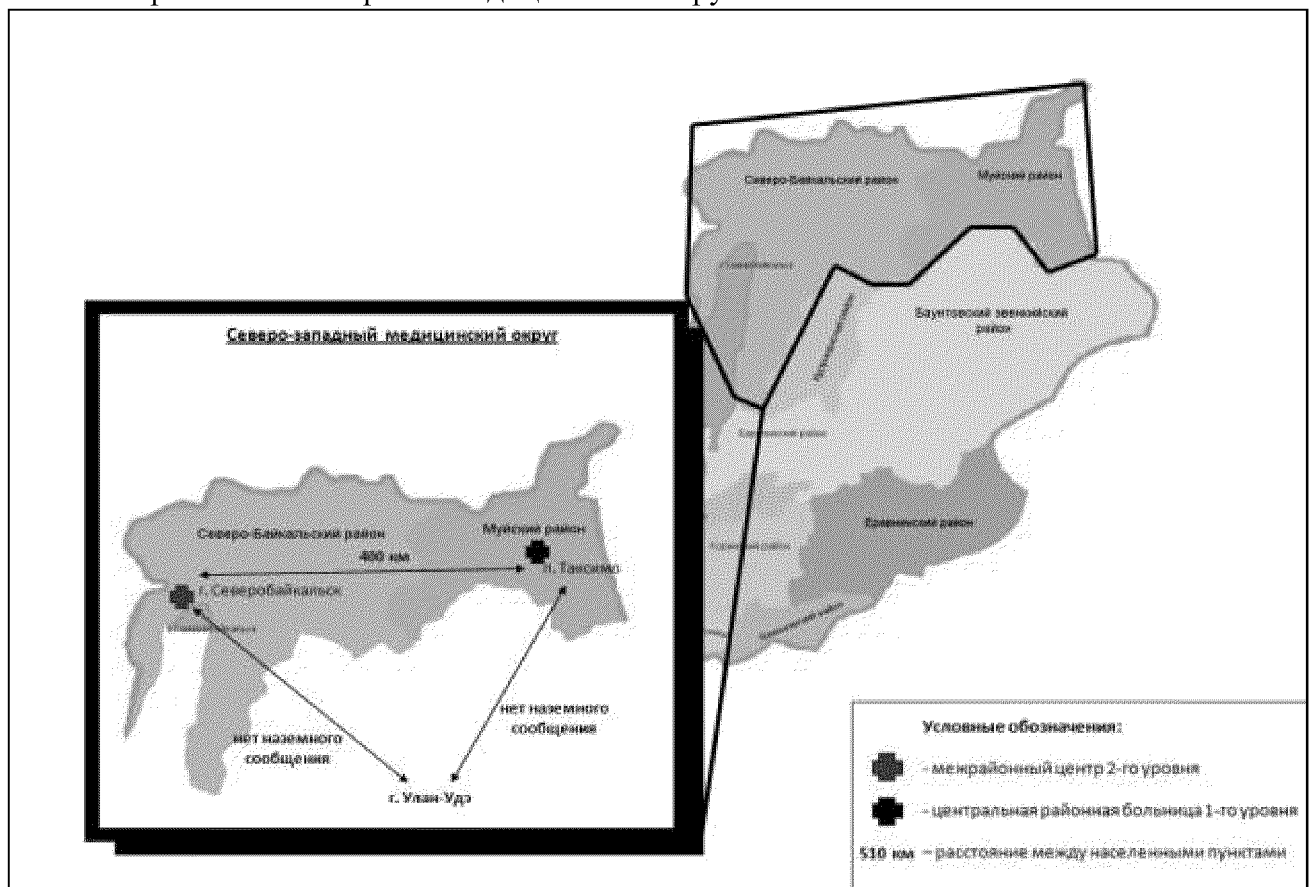 Северо-Байкальский район
Муйский район
Баунтовский эвенкийский
район
Еравнинский район
Северо-западный медицинский округ
Северо-Байкальский район
Муйский район
400 км
п. Таксимо
г. Северобайкальск
нет наземного
сообщения
нет наземного
сообщения
г. Улан-Удэ
Условные обозначения:
– межрайонный центр 2-го уровня
– центральная районная больница 1-го уровня
510 км – расстояние между населенными пунктами